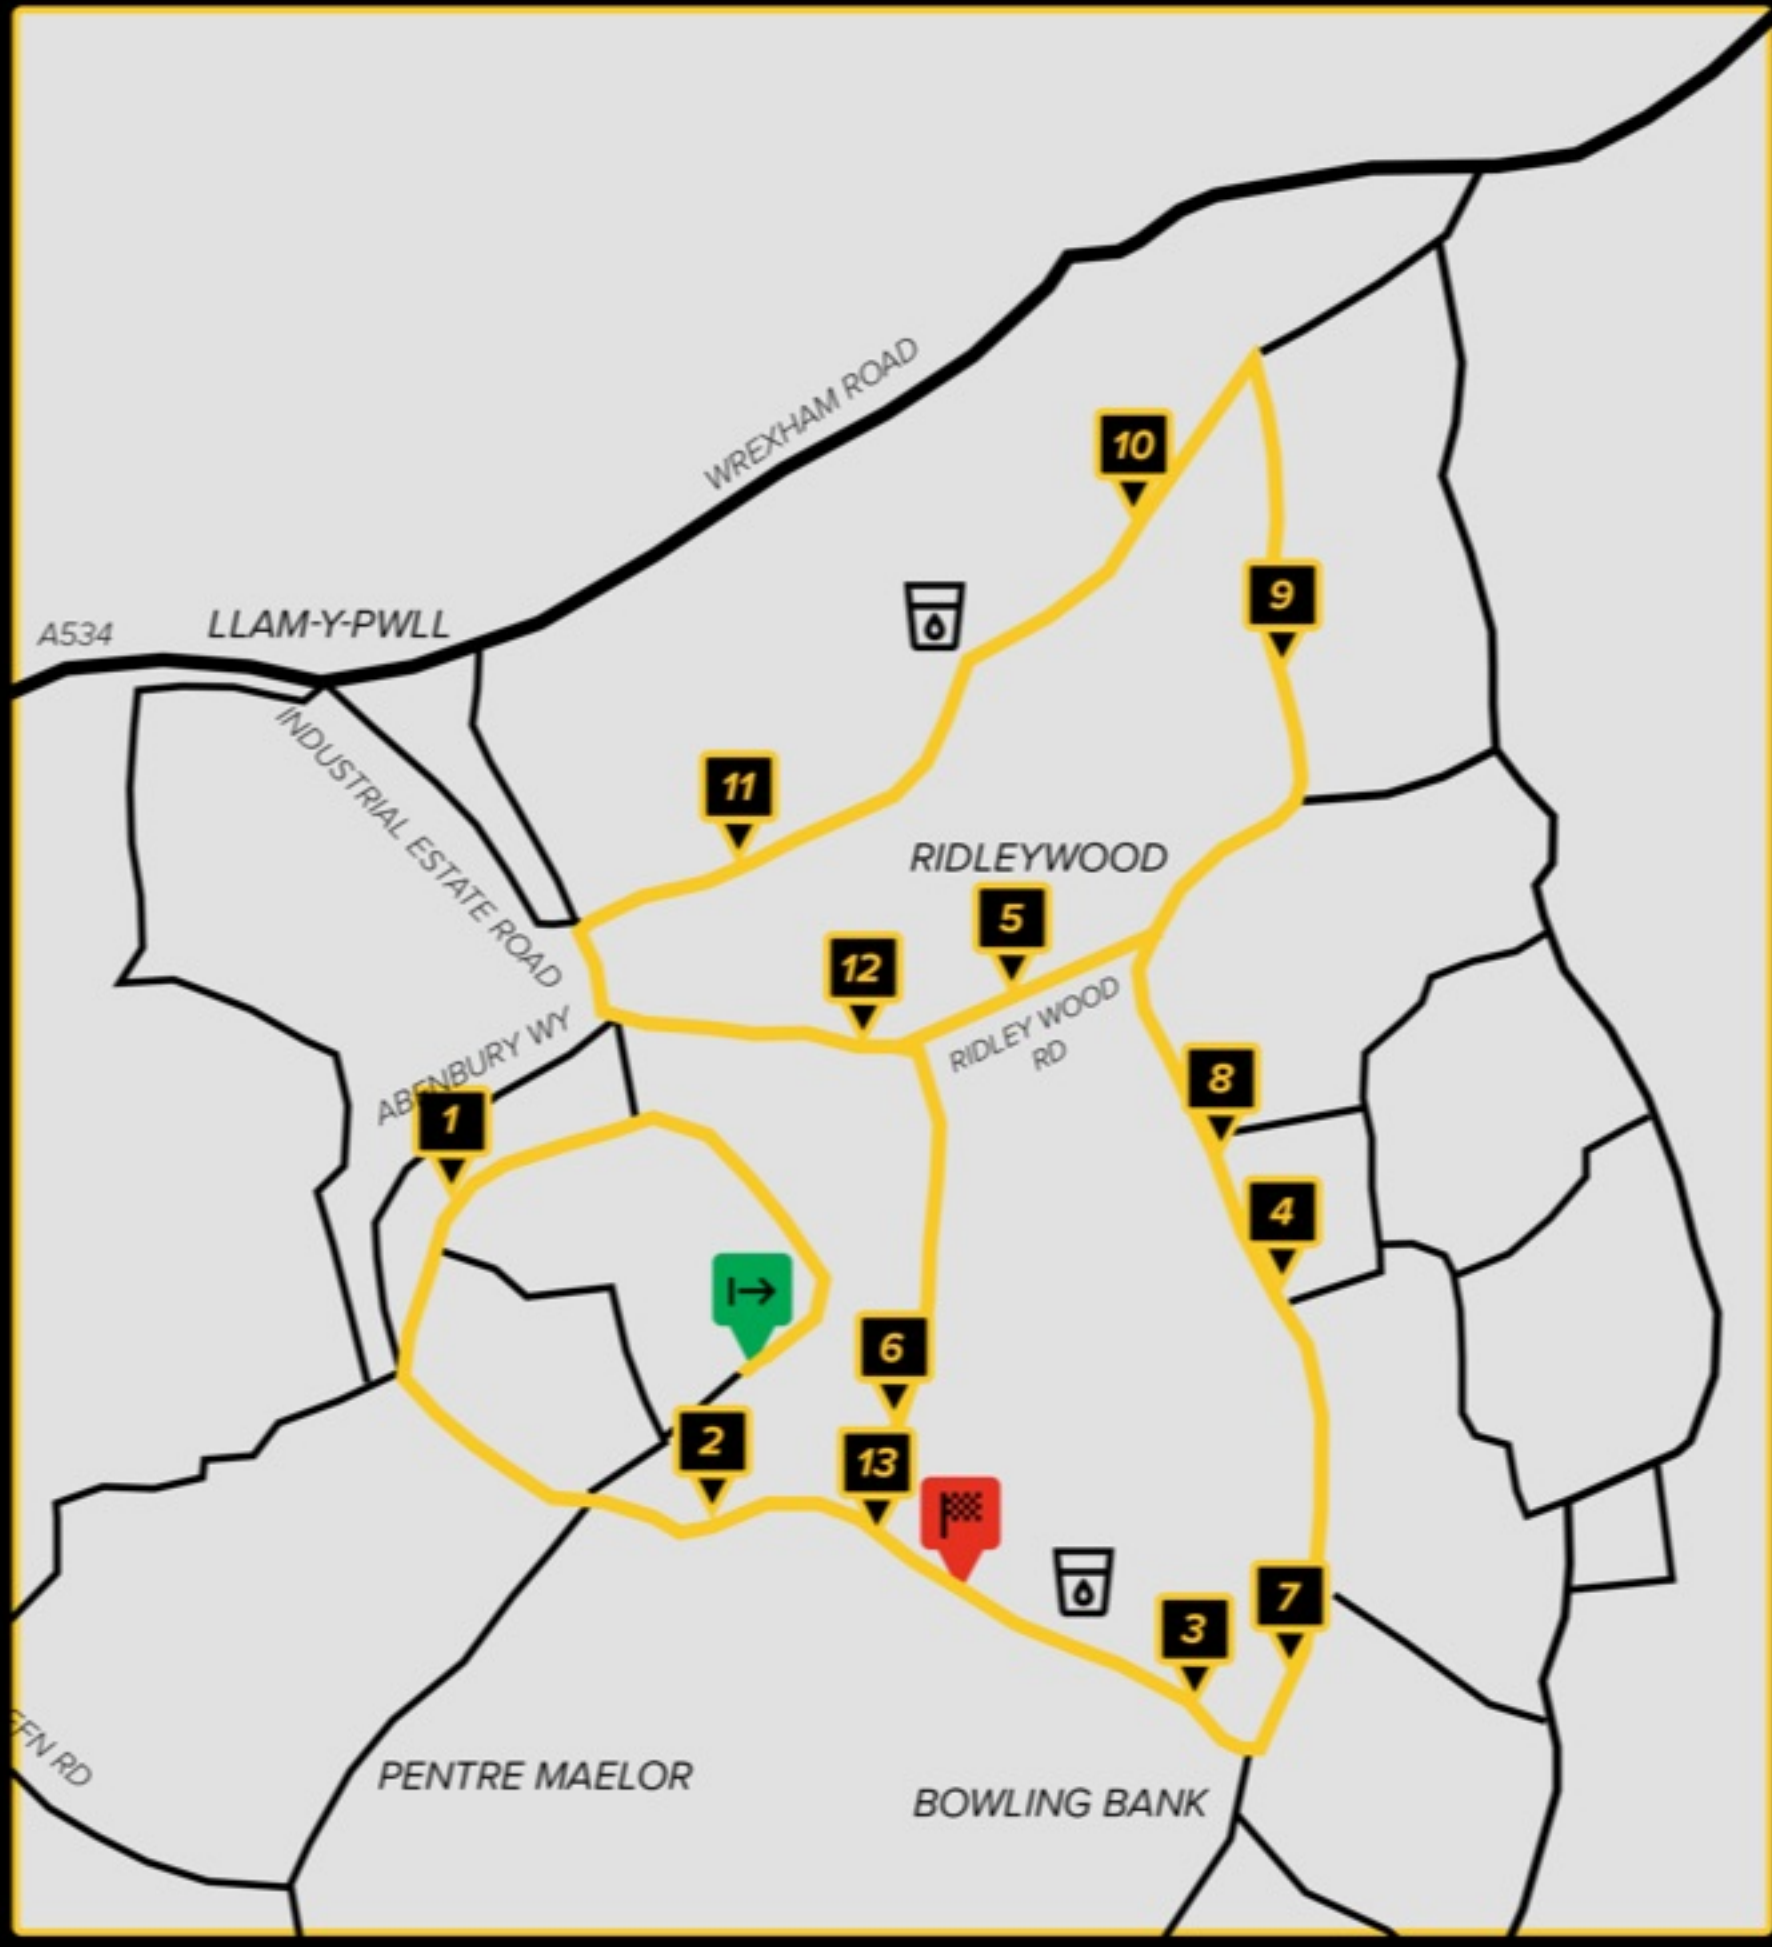 WREXHAM ROAD
10
9
A534
LLAM-Y-PWLL
INDUSTRIAL ESTATE ROAD
11
RIDLEYWOOD
5
12
RIDLEY WOOD
RD
ABENBURY WY
8
1
4
6
2
13
7
3
RD
PENTRE MAELOR
BOWLING BANK